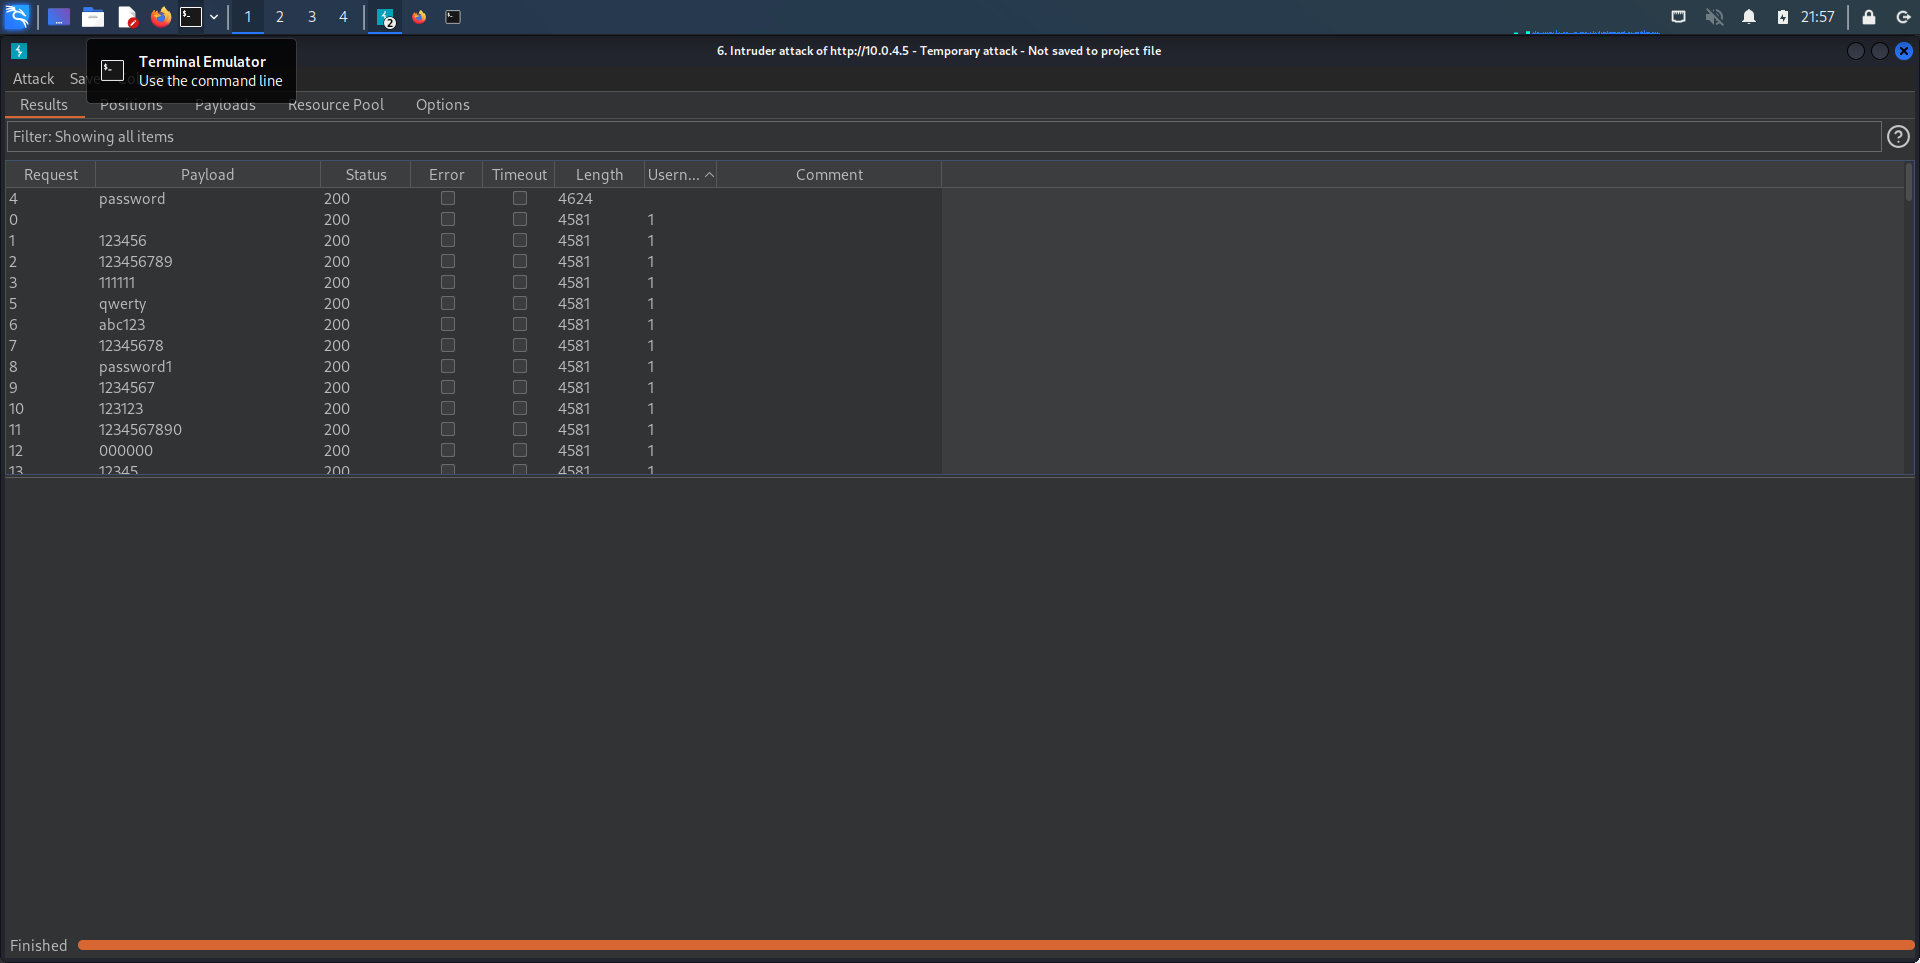 1 2 3 4 2 21:57
6. Intruder attack of http://10.0.4.5 - Temporary attack - Not saved to project file
Terminal Emulator
Use the command line
Attack
Results Positions Payloads Resource Pool Options
Filter: Showing all items
?
Request Payload Status Error Timeout Length Usern... Comment
4 password 200 4624
0 200 4581 1
1 123456 200 4581 1
2 123456789 200 4581 1
3 111111 200 4581 1
5 qwerty 200 4581 1
6 abc123 200 4581 1
7 12345678 200 4581 1
8 password1 200 4581 1
9 1234567 200 4581 1
10 123123 200 4581 1
11 1234567890 200 4581 1
12 000000 200 4581 1
13 12345 200 4581 1
Finished